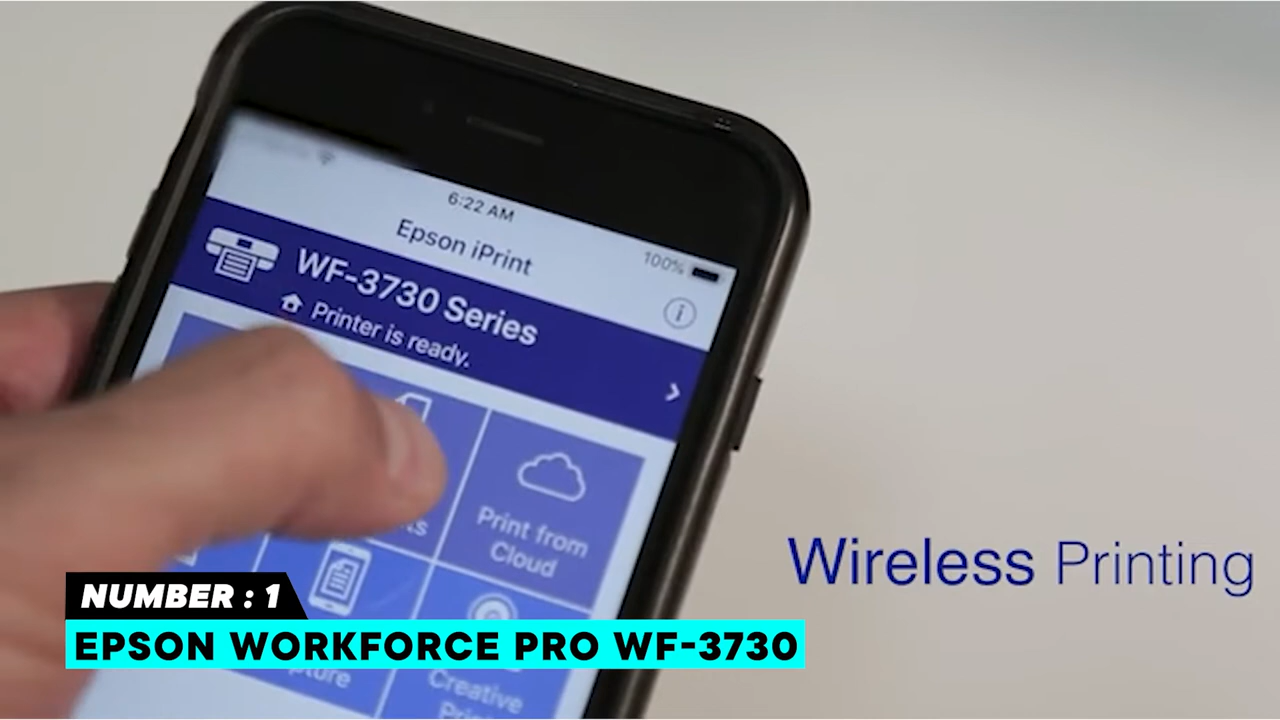 6:22 AM
Epson iPrint
100%
WF-3730 Series
Printer is ready.
Print from
Cloud
Wireless Printing
NUMBER : 1
EPSON WORKFORCE PRO WF-3730
Creative